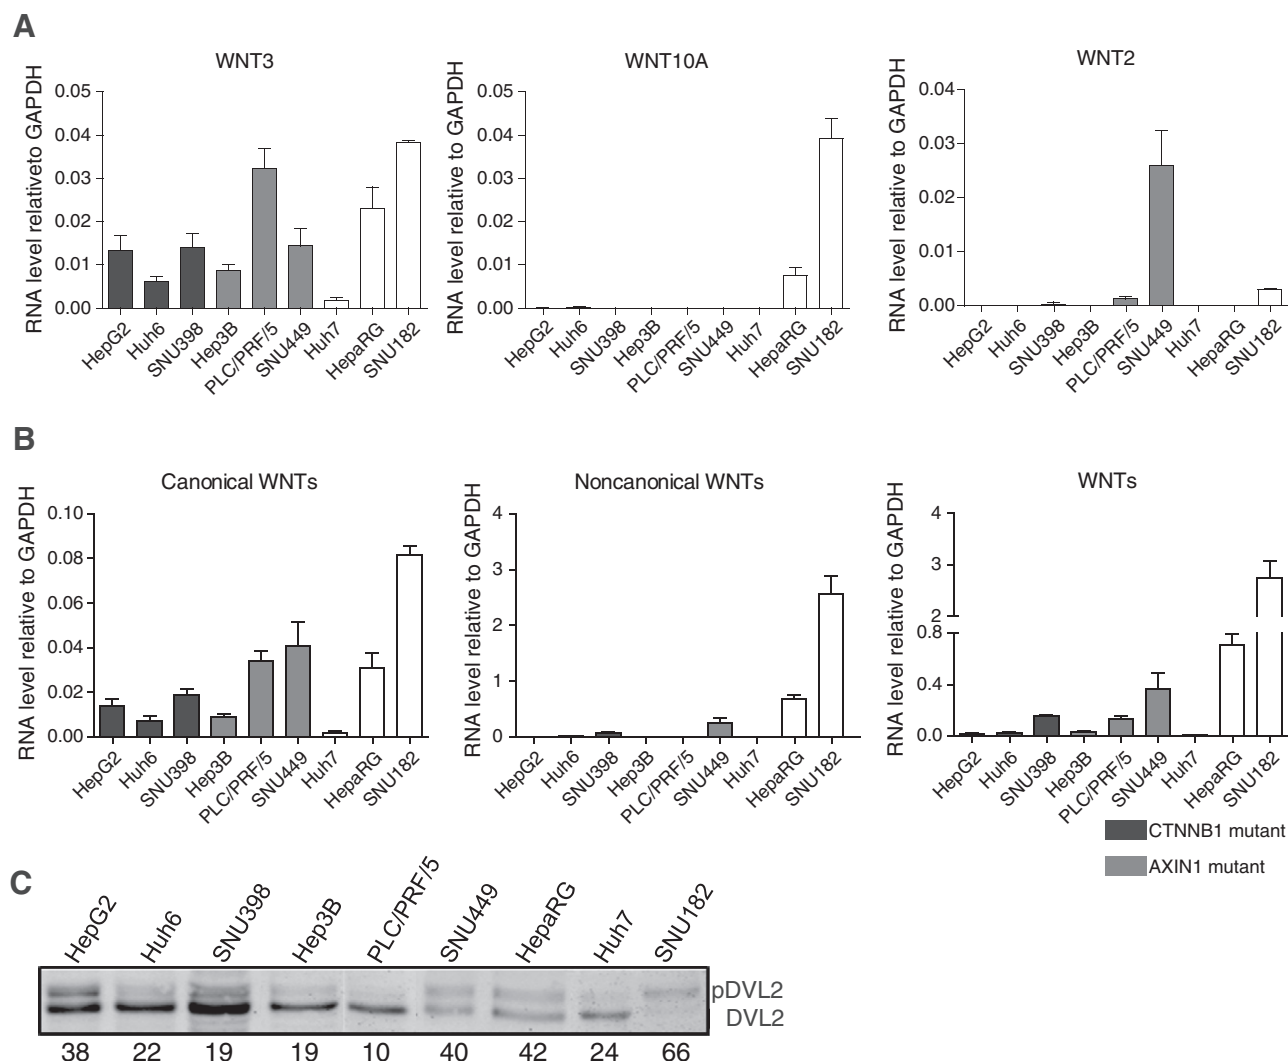 A
WNT3
RNA level relativeto GAPDH
0.05
0.04
0.03
0.02
0.01
0.00
HepG2
Huh6
SNU398
Hep3B
PLC/PRF/5
SNU449
Huh7
HepaRG
SNU182
WNT10A
RNA level relative to GAPDH
0.05
0.04
0.03
0.02
0.01
0.00
HepG2
Huh6
SNU398
Hep3B
PLC/PRF/5
SNU449
Huh7
HepaRG
SNU182
WNT2
RNA level relative to GAPDH
0.04
0.03
0.02
0.01
0.00
HepG2
Huh6
SNU398
Hep3B
PLC/PRF/5
SNU449
Huh7
HepaRG
SNU182
B
Canonical WNTs
RNA level relative to GAPDH
0.10
0.08
0.06
0.04
0.02
0.00
HepG2
Huh6
SNU398
Hep3B
PLC/PRF/5
SNU449
Huh7
HepaRG
SNU182
Noncanonical WNTs
RNA level relative to GAPDH
4
3
2
1
0
HepG2
Huh6
SNU398
Hep3B
PLC/PRF/5
SNU449
Huh7
HepaRG
SNU182
WNTs
RNA level relative to GAPDH
4
3
2
0.8
0.4
0.0
HepG2
Huh6
SNU398
Hep3B
PLC/PRF/5
SNU449
Huh7
HepaRG
SNU182
CTNNB1 mutant
AXIN1 mutant
C
HepG2
Huh6
SNU398
Hep3B
PLC/PRF/5
SNU449
HepaRG
Huh7
SNU182
pDVL2
DVL2
38 22 19 19 10 40 42 24 66